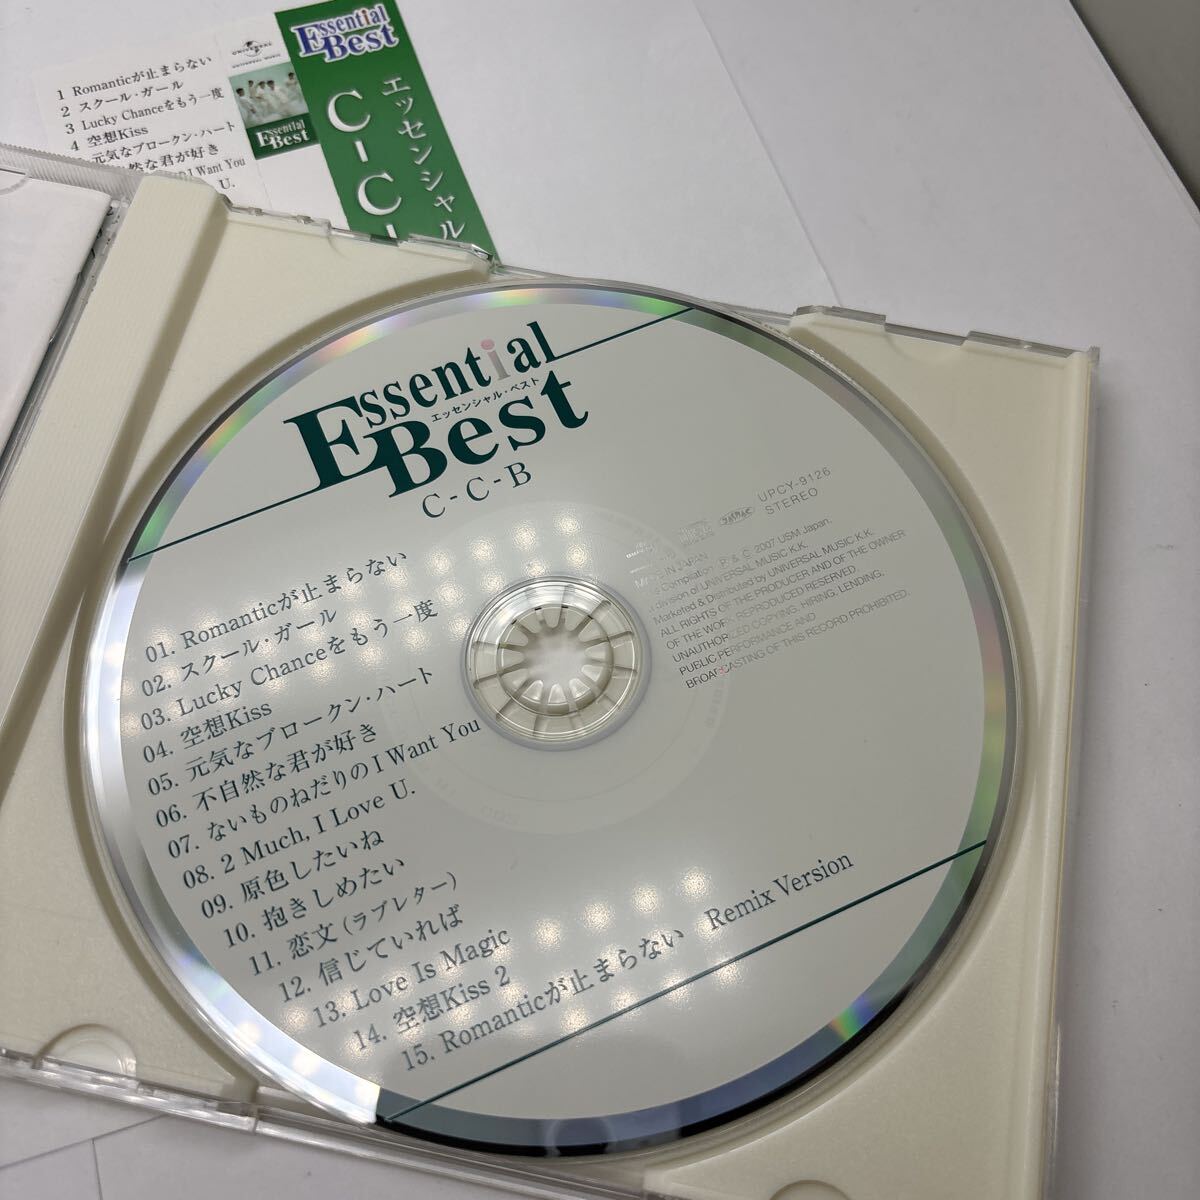 1 Romanticが止まらない
2 スクール・ガール
3 Lucky Chanceをもう一度
4 空想Kiss
元気なブロークン・ハート
然な君が好き
I Want You
U.
UNIVERSAL
UNIVERSAL MUSIC
Essential
Best
Essential
Best
エッセンシャル
C-C-
Essential
エッセンシャル・ベスト
Best
C-C-B
UPCY-9126
STEREO
MADE IN JAPAN
Compilation Ⓟ & © 2007 USM Japan,
a division of UNIVERSAL MUSIC K.K.
Marketed & Distributed by UNIVERSAL MUSIC K.K.
ALL RIGHTS OF THE PRODUCER AND OF THE OWNER
OF THE WORK REPRODUCED RESERVED.
UNAUTHORIZED COPYING, HIRING, LENDING,
PUBLIC PERFORMANCE AND
BROADCASTING OF THIS RECORD PROHIBITED.
01. Romanticが止まらない
02. スクール・ガール
03. Lucky Chanceをもう一度
04. 空想Kiss
05. 元気なブロークン・ハート
06. 不自然な君が好き
07. ないものねだりのI Want You
08. 2 Much, I Love U.
09. 原色したいね
10. 抱きしめたい
11. 恋文(ラブレター)
12. 信じていれば
13. Love Is Magic
14. 空想Kiss 2
15. Romanticが止まらない Remix Version